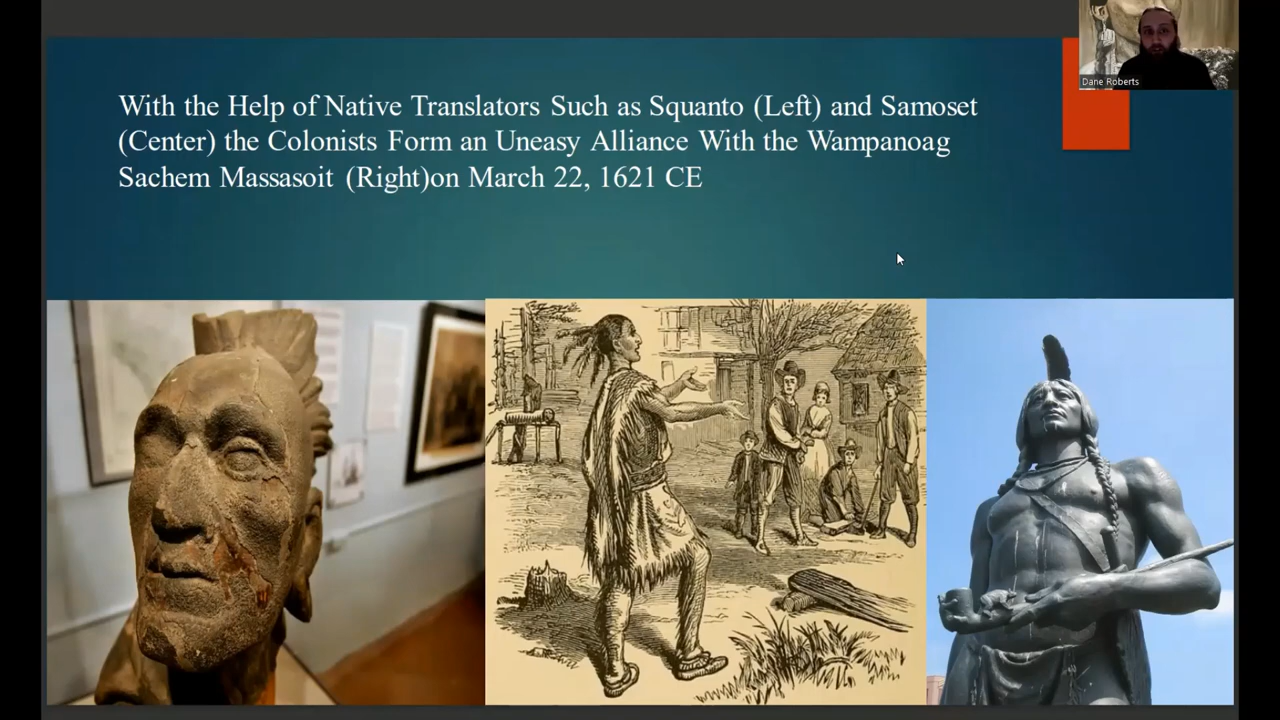 With the Help of Native Translators Such as Squanto (Left) and Samoset
(Center) the Colonists Form an Uneasy Alliance With the Wampanoag
Sachem Massasoit (Right)on March 22, 1621 CE
Dane Roberts